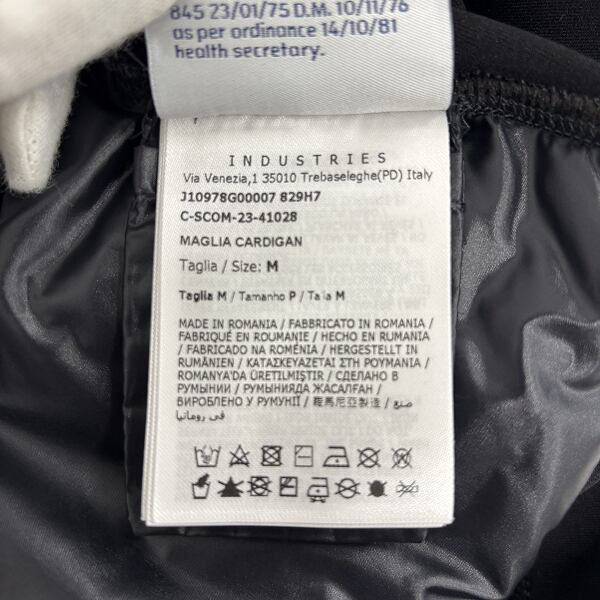 845 23/01/75 D.M. 10/11/76
as per ordinance 14/10/81
health secretary.
INDUSTRIES
Via Venezia,1 35010 Trebaseleghe(PD) Italy
J10978G00007 829H7
C-SCOM-23-41028
MAGLIA CARDIGAN
Taglia / Size: M
Taglia M / Tamanho P / Talla M
MADE IN ROMANIA / FABBRICATO IN ROMANIA /
FABRIQUÉ EN ROUMANIE / HECHO EN RUMANIA
/ FABRICADO NA ROMÉNIA / HERGESTELLT IN
RUMÄNIEN / ΚΑΤΑΣΚΕΥΑΖΕΤΑΙ ΣΤΗ ΡΟΥΜΑΝΙΑ /
ROMANYA'DA ÜRETILMIŞTIR / СДЕЛАНО В
РУМЫНИИ / РУМЫНИЯДА ЖАСАЛҒАН /
ВИРОБЛЕНО У РУМУНІЇ / 羅馬尼亞製造 / صنع
في رومانيا